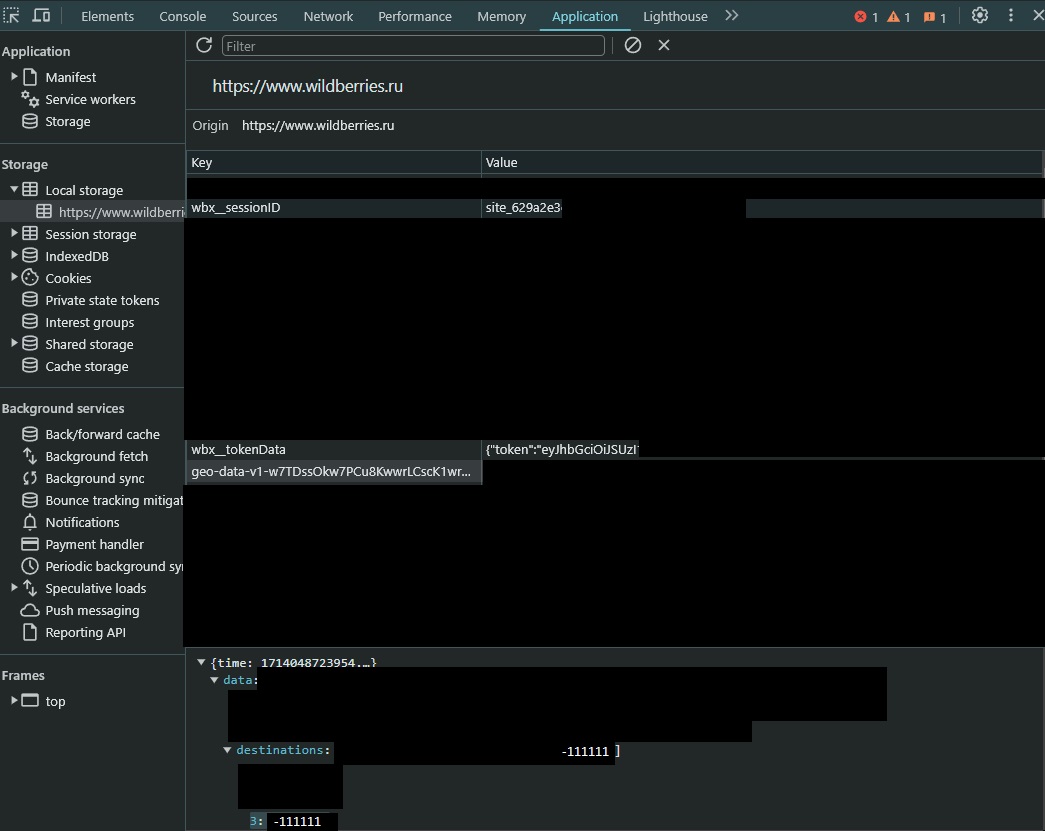 Elements Console Sources Network Performance Memory Application Lighthouse 1 1 1
Application
Filter
Manifest
Service workers
Storage
https://www.wildberries.ru
Origin https://www.wildberries.ru
Key Value
Storage
Local storage
https://www.wildberri
wbx__sessionID site_629a2e3
Session storage
IndexedDB
Cookies
Private state tokens
Interest groups
Shared storage
Cache storage
Background services
Back/forward cache
wbx__tokenData {"token":"eyJhbGciOiJSUzI
Background fetch
geo-data-v1-w7TDssOkw7PCu8KwwrLCscK1wr...
Background sync
Bounce tracking mitigat
Notifications
Payment handler
Periodic background sy
Speculative loads
Push messaging
Reporting API
Frames
top
{time: 1714048723954,…}
data:
destinations: -111111 ]
3: -111111